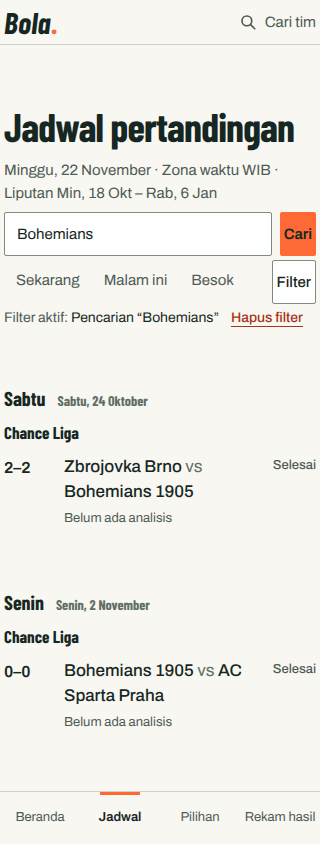 Bola.
Cari tim
Jadwal pertandingan
Minggu, 22 November · Zona waktu WIB ·
Liputan Min, 18 Okt – Rab, 6 Jan
Bohemians
Cari
Sekarang
Malam ini
Besok
Filter
Filter aktif: Pencarian “Bohemians” Hapus filter
Sabtu Sabtu, 24 Oktober
Chance Liga
2–2
Zbrojovka Brno vs
Bohemians 1905
Selesai
Belum ada analisis
Senin Senin, 2 November
Chance Liga
0–0
Bohemians 1905 vs AC
Sparta Praha
Selesai
Belum ada analisis
Beranda
Jadwal
Pilihan
Rekam hasil